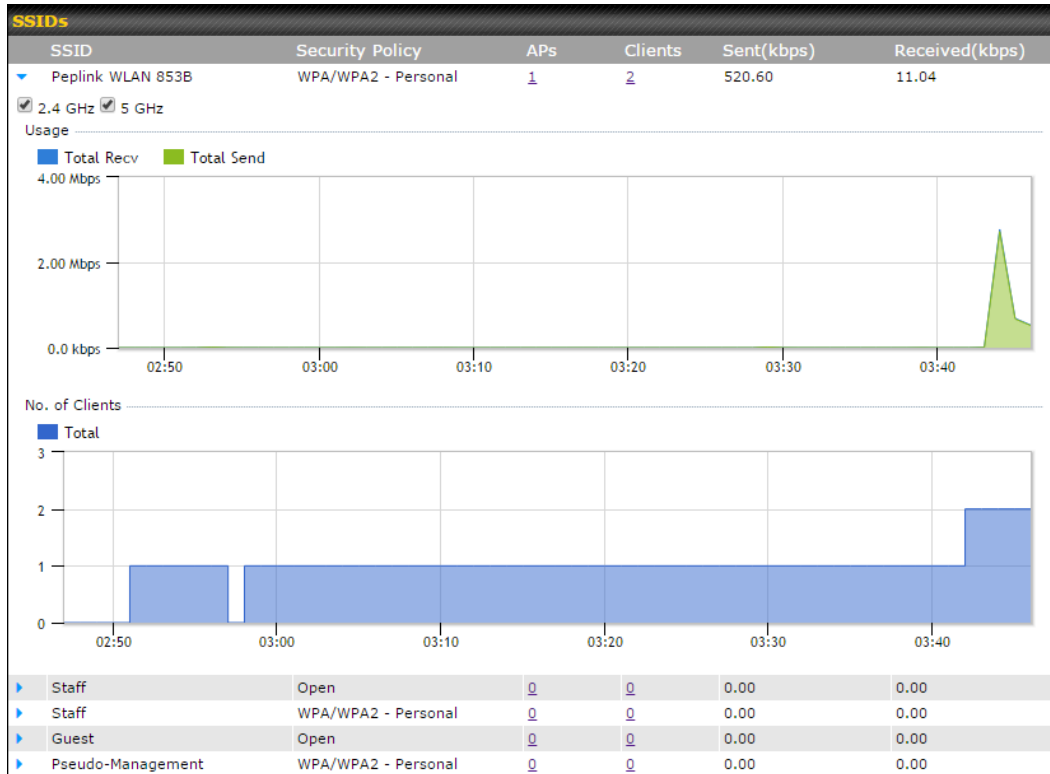 SSIDs
SSID Security Policy APs Clients Sent(kbps) Received(kbps)
Peplink WLAN 853B WPA/WPA2 - Personal 1 2 520.60 11.04
2.4 GHz 5 GHz
Usage
Total Recv Total Send
4.00 Mbps
2.00 Mbps
0.0 kbps
02:50 03:00 03:10 03:20 03:30 03:40
No. of Clients
Total
3
2
1
0
02:50 03:00 03:10 03:20 03:30 03:40
Staff Open 0 0 0.00 0.00
Staff WPA/WPA2 - Personal 0 0 0.00 0.00
Guest Open 0 0 0.00 0.00
Pseudo-Management WPA/WPA2 - Personal 0 0 0.00 0.00